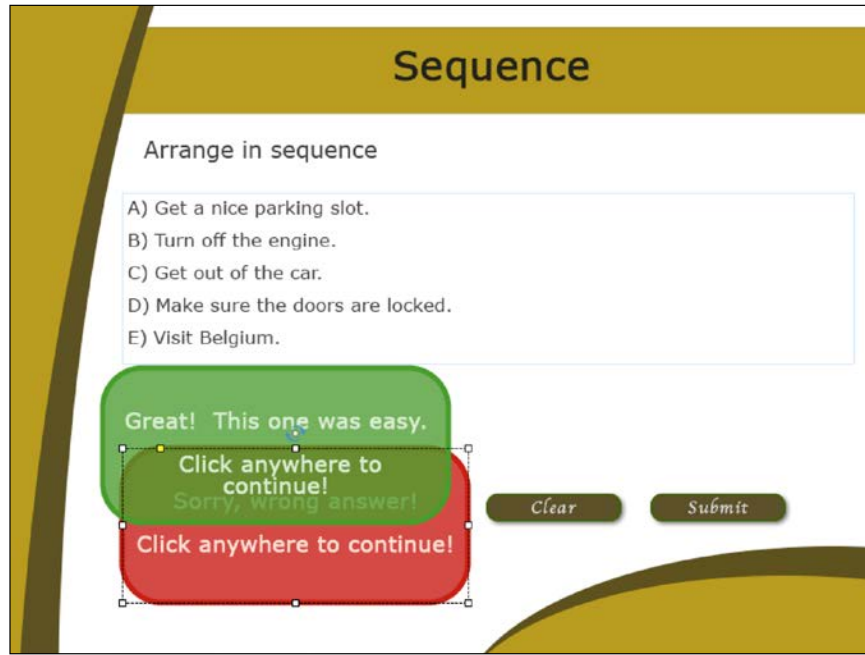 Sequence
Arrange in sequence
A) Get a nice parking slot.
B) Turn off the engine.
C) Get out of the car.
D) Make sure the doors are locked.
E) Visit Belgium.
Great! This one was easy.
Click anywhere to
continue!
Sorry, wrong answer!
Click anywhere to continue!
Clear
Submit